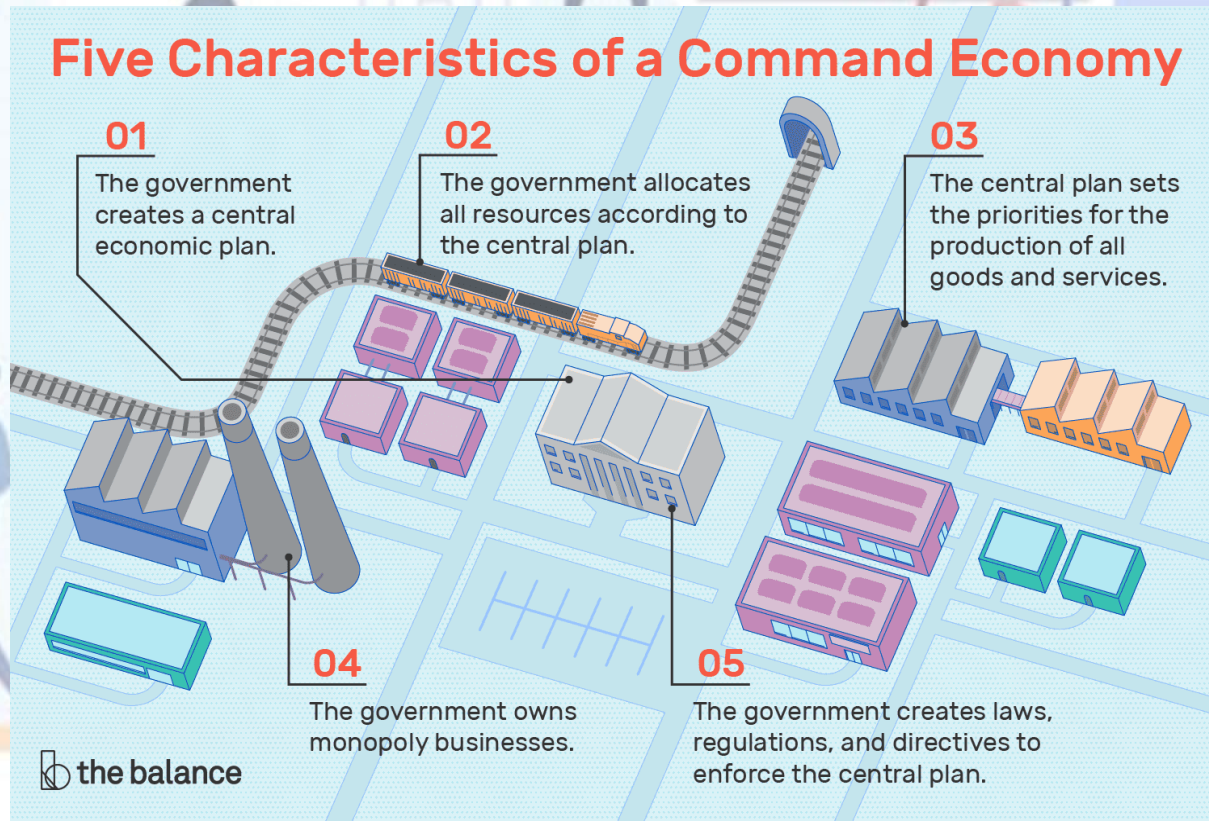 Five Characteristics of a Command Economy
01
The government
creates a central
economic plan.
02
The government allocates
all resources according to
the central plan.
03
The central plan sets
the priorities for the
production of all
goods and services.
04
The government owns
monopoly businesses.
05
The government creates laws,
regulations, and directives to
enforce the central plan.
the balance